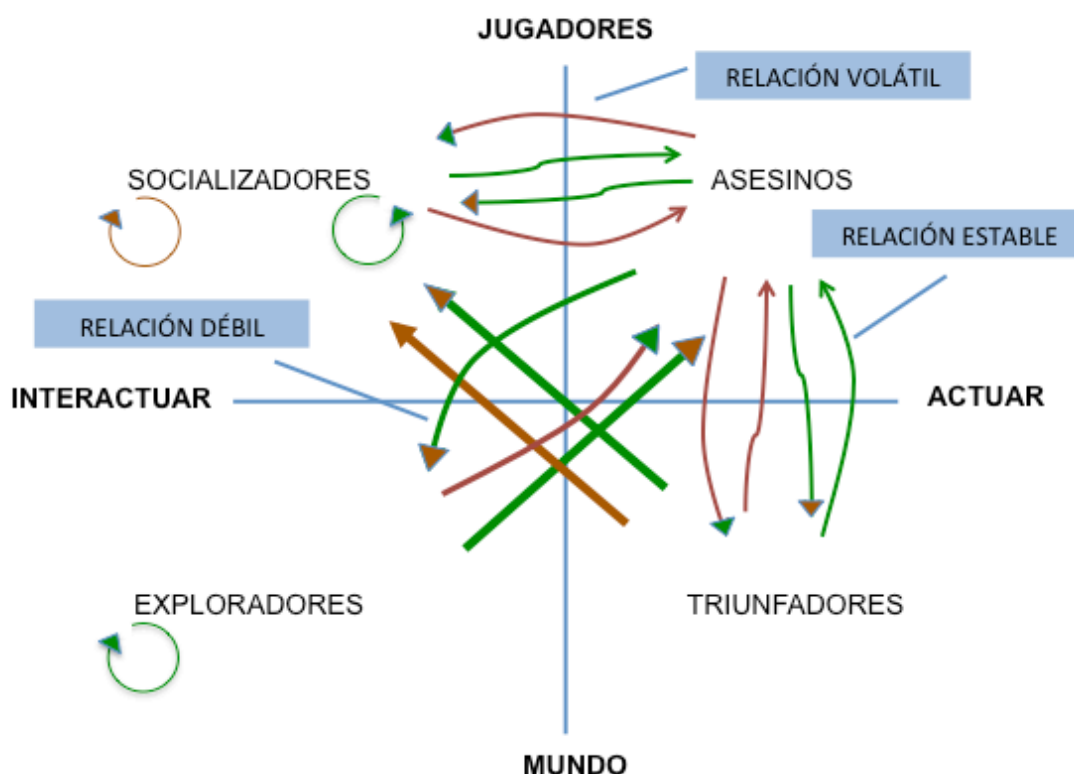 JUGADORES
RELACIÓN VOLÁTIL
SOCIALIZADORES
ASESINOS
RELACIÓN ESTABLE
RELACIÓN DÉBIL
INTERACTUAR
ACTUAR
EXPLORADORES
TRIUNFADORES
MUNDO